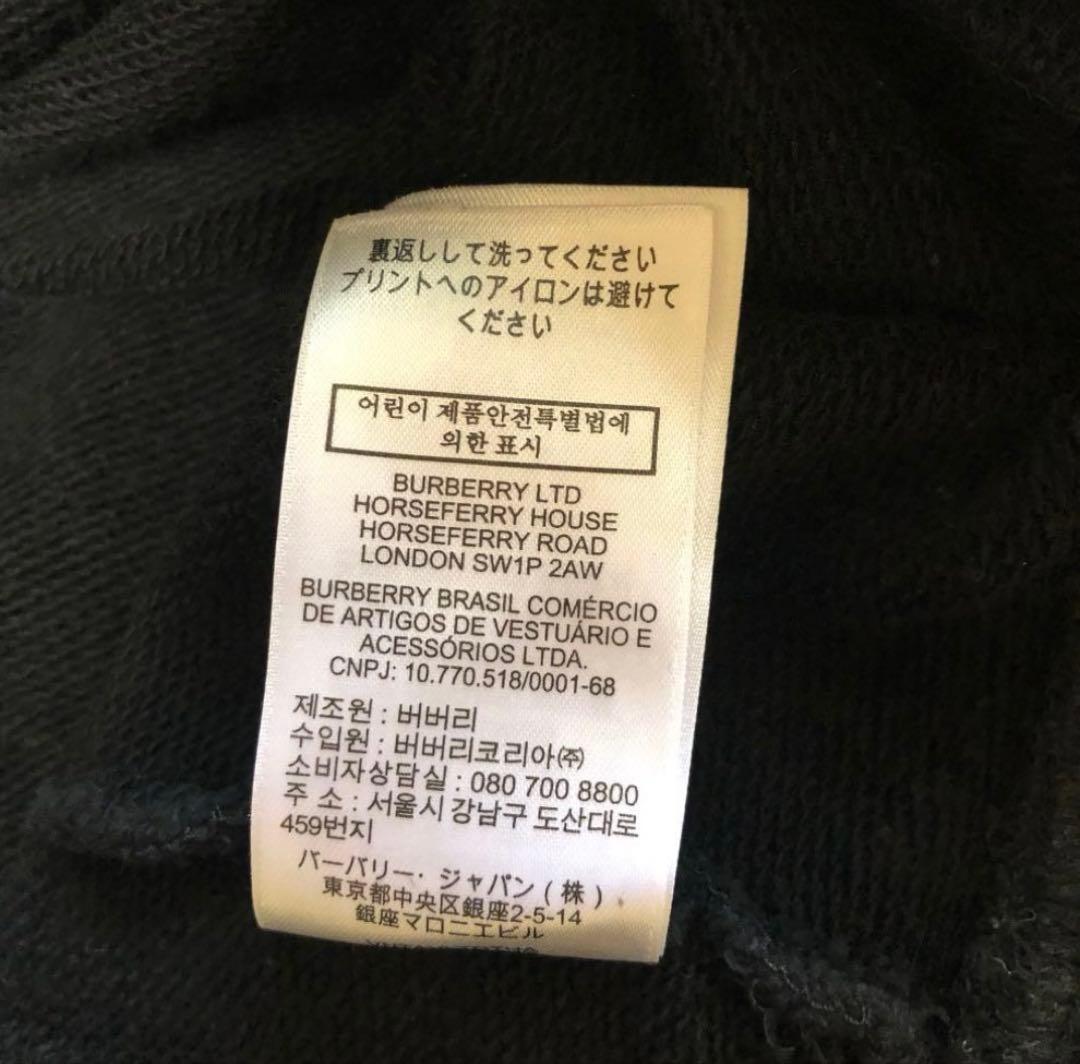 裏返しして洗ってください
プリントへのアイロンは避けて
ください
어린이 제품안전특별법에
의한 표시
BURBERRY LTD
HORSEFERRY HOUSE
HORSEFERRY ROAD
LONDON SW1P 2AW
BURBERRY BRASIL COMÉRCIO
DE ARTIGOS DE VESTUÁRIO E
ACESSÓRIOS LTDA.
CNPJ: 10.770.518/0001-68
제조원 : 버버리
수입원 : 버버리코리아㈜
소비자상담실 : 080 700 8800
주 소 : 서울시 강남구 도산대로
459번지
バーバリー・ジャパン(株)
東京都中央区銀座2-5-14
銀座マロニエビル